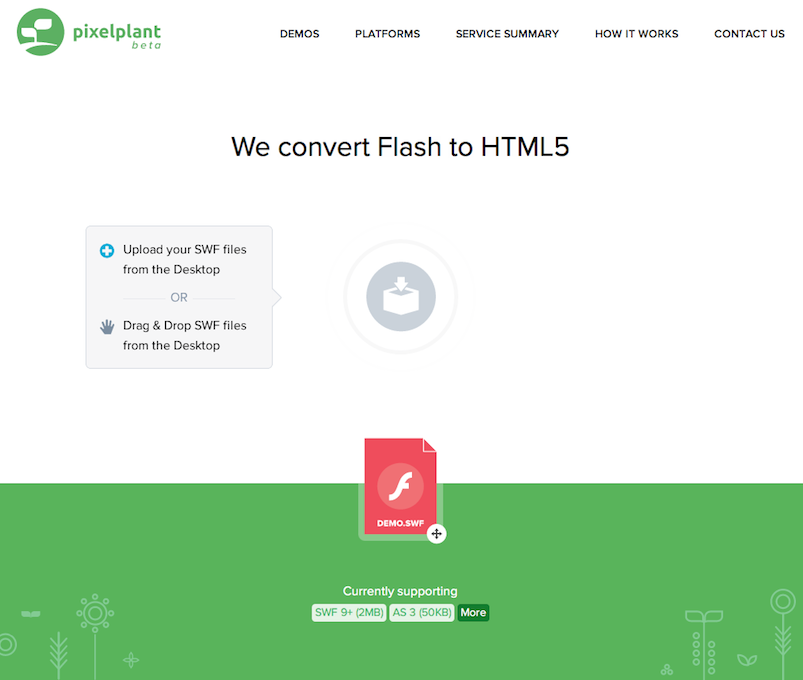 pixelplant
beta
DEMOS
PLATFORMS
SERVICE SUMMARY
HOW IT WORKS
CONTACT US
We convert Flash to HTML5
Upload your SWF files
from the Desktop
OR
Drag & Drop SWF files
from the Desktop
DEMO.SWF
Currently supporting
SWF 9+ (2MB) AS 3 (50KB) More